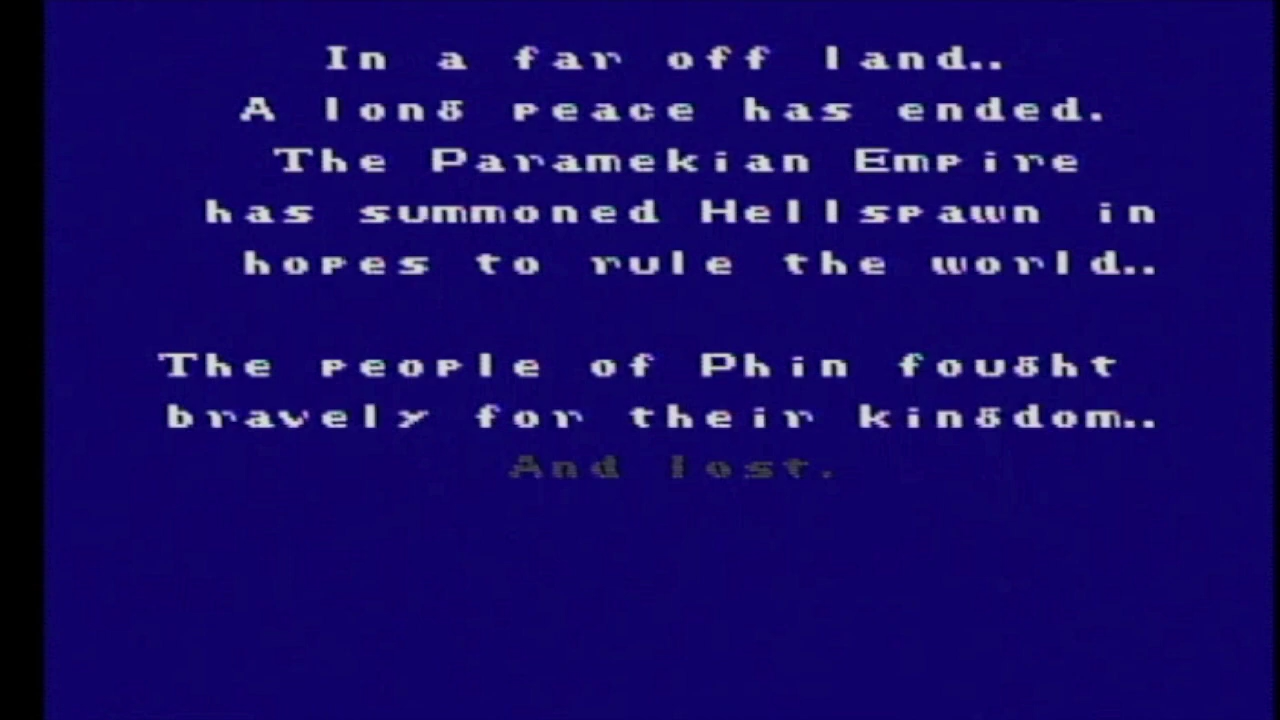 In a far off land..
A long peace has ended.
The Paramekian Empire
has summoned Hellspawn in
hopes to rule the world..
The people of Phin fought
bravely for their kingdom..
And lost.